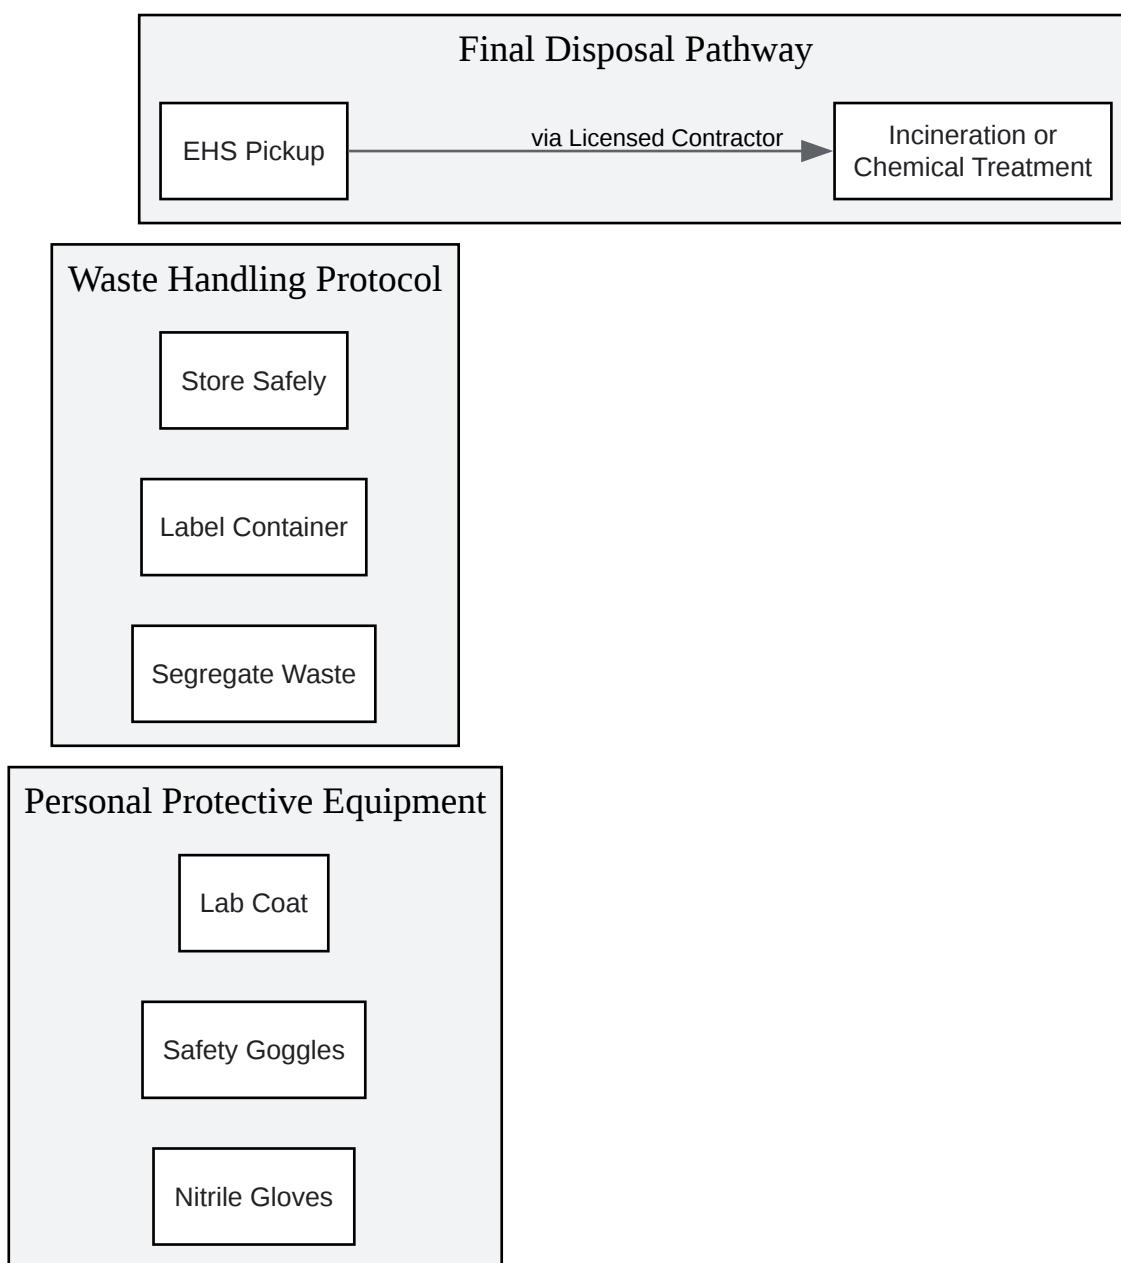 Final Disposal Pathway
EHS Pickup
via Licensed Contractor
Incineration or
Chemical Treatment
Waste Handling Protocol
Store Safely
Label Container
Segregate Waste
Personal Protective Equipment
Lab Coat
Safety Goggles
Nitrile Gloves